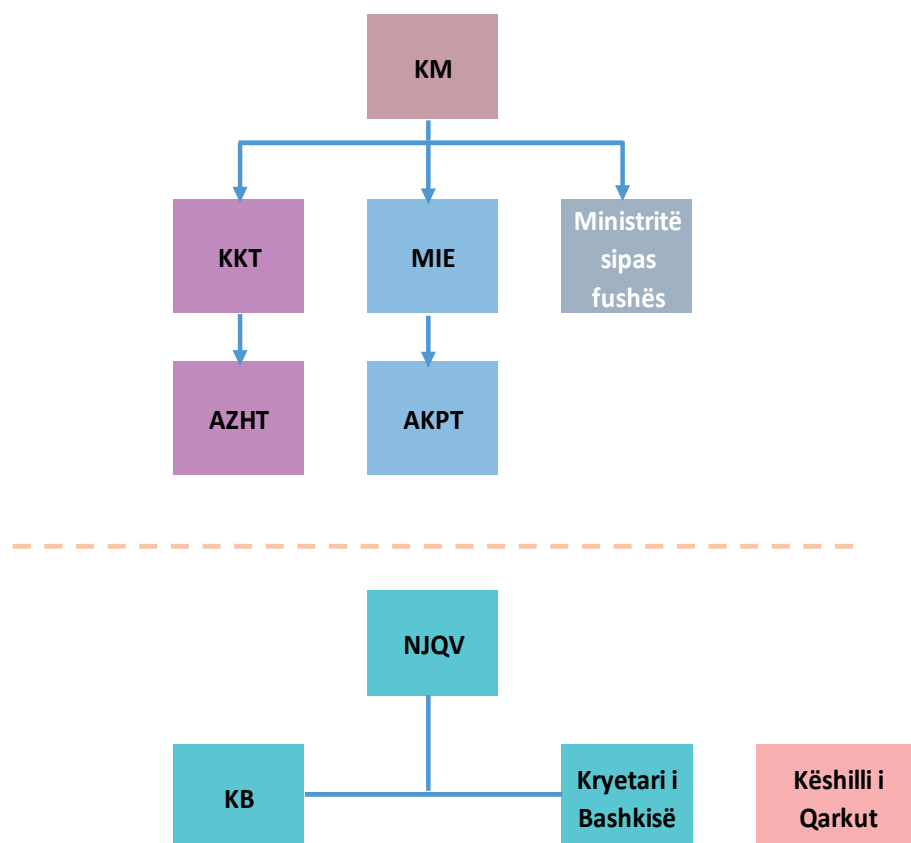 KM
KKT
MIE
Ministritë
sipas
fushës
AZHT
AKPT
NJQV
KB
Kryetari i
Bashkisë
Këshilli i
Qarkut